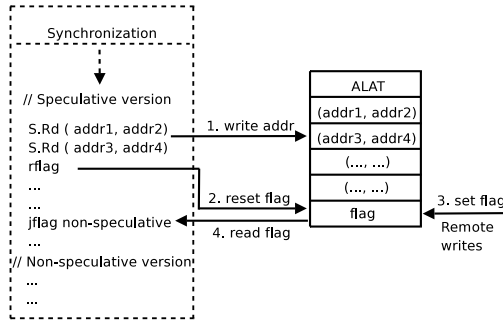 Synchronization
// Speculative version
S.Rd ( addr1, addr2)
S.Rd ( addr3, addr4)
rflag
...
...
jflag non-speculative
...
// Non-speculative version
...
...
1. write addr
2. reset flag
4. read flag
ALAT
(addr1, addr2)
(addr3, addr4)
(..., ...)
(..., ...)
flag
3. set flag
Remote
writes